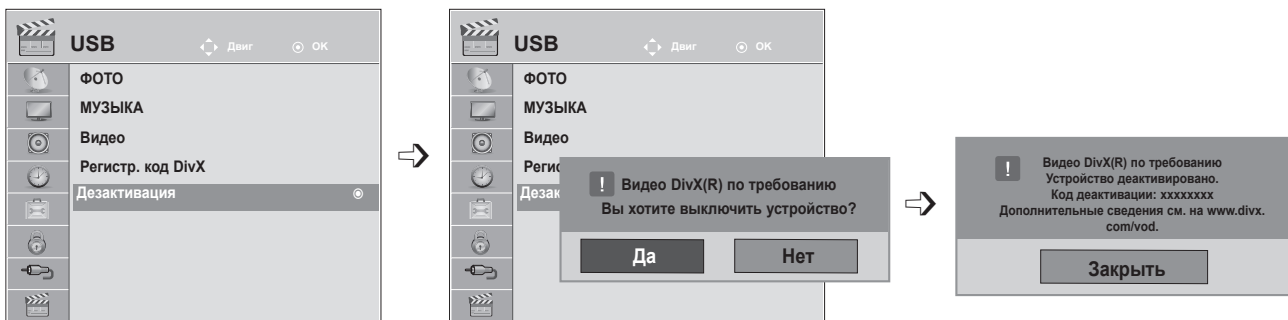 USB
Двиг
OK
ФОТО
МУЗЫКА
Видео
Регистр. код DivX
Дезактивация
USB
Двиг
OK
ФОТО
МУЗЫКА
Видео
Регис
Дезак
! Видео DivX(R) по требованию
Вы хотите выключить устройство?
Да
Нет
! Видео DivX(R) по требованию
Устройство деактивировано.
Код деактивации: xxxxxxxx
Дополнительные сведения см. на www.divx.
com/vod.
Закрыть